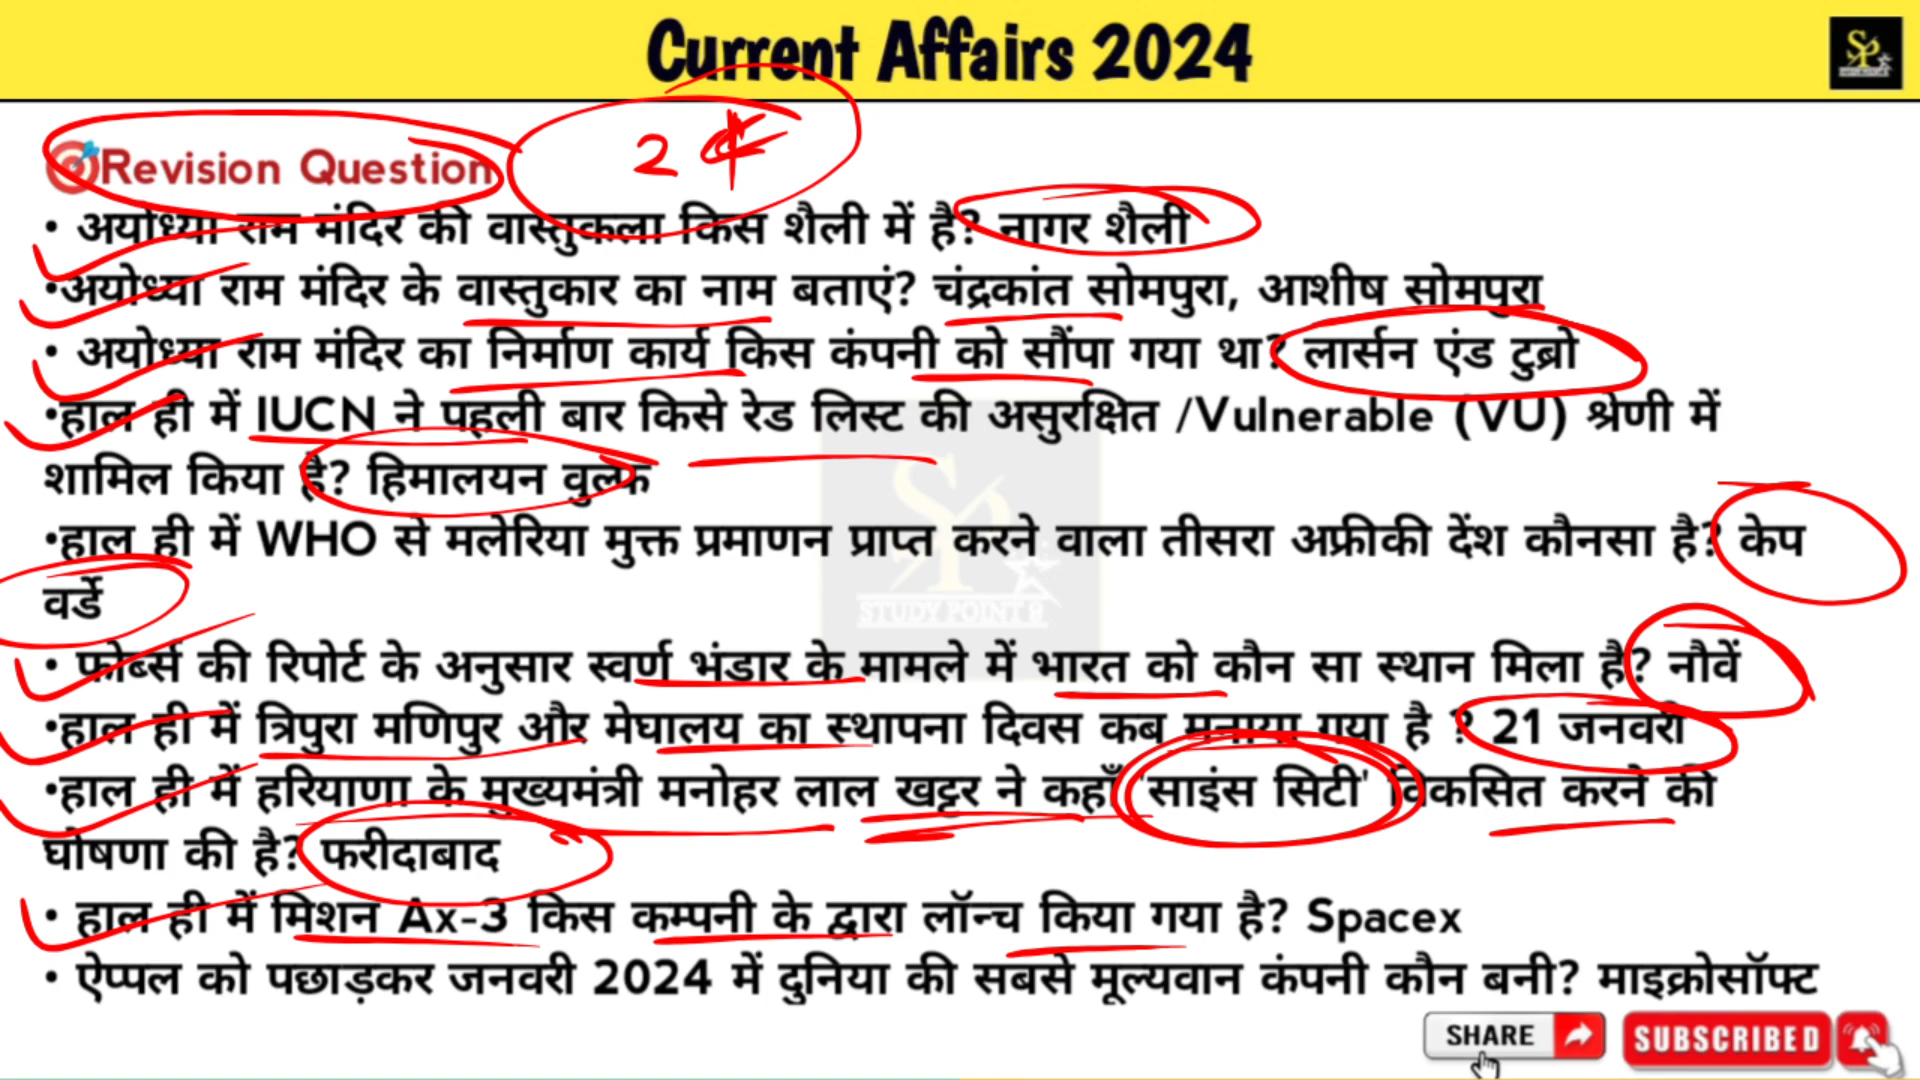 Current Affairs 2024
Revision Question
• अयोध्या राम मंदिर की वास्तुकला किस शैली में है? नागर शैली
•अयोध्या राम मंदिर के वास्तुकार का नाम बताएं? चंद्रकांत सोमपुरा, आशीष सोमपुरा
• अयोध्या राम मंदिर का निर्माण कार्य किस कंपनी को सौंपा गया था? लार्सन एंड टुब्रो
•हाल ही में IUCN ने पहली बार किसे रेड लिस्ट की असुरक्षित /Vulnerable (VU) श्रेणी में
शामिल किया है? हिमालयन वुल्फ
•हाल ही में WHO से मलेरिया मुक्त प्रमाणन प्राप्त करने वाला तीसरा अफ्रीकी देंश कौनसा है? केप
वर्डे
• फोर्ब्स की रिपोर्ट के अनुसार स्वर्ण भंडार के मामले में भारत को कौन सा स्थान मिला है? नौवें
•हाल ही में त्रिपुरा मणिपुर और मेघालय का स्थापना दिवस कब मनाया गया है ? 21 जनवरी
•हाल ही में हरियाणा के मुख्यमंत्री मनोहर लाल खट्टर ने कहाँ 'साइंस सिटी' विकसित करने की
घोषणा की है? फरीदाबाद
• हाल ही में मिशन Ax-3 किस कम्पनी के द्वारा लॉन्च किया गया है? Spacex
• ऐप्पल को पछाड़कर जनवरी 2024 में दुनिया की सबसे मूल्यवान कंपनी कौन बनी? माइक्रोसॉफ्ट
STUDY POINT 9
SHARE
SUBSCRIBED